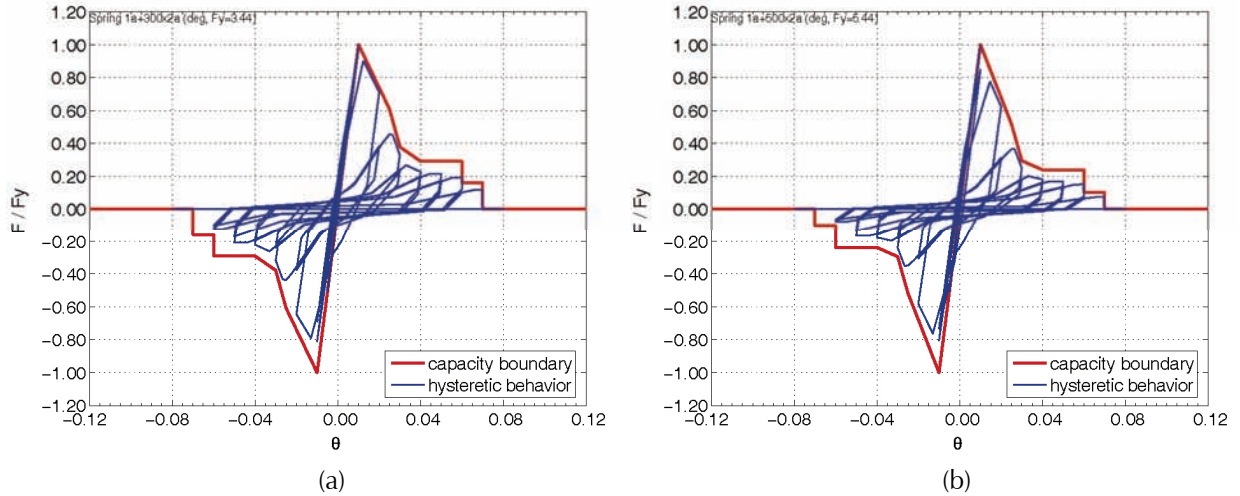 Spring 1a+300x2a (deg, Fy=3.44)
1.20
1.00
0.80
0.60
0.40
0.20
0.00
-0.20
-0.40
-0.60
-0.80
-1.00
-1.20
F / Fy
capacity boundary
hysteretic behavior
-0.12 -0.08 -0.04 0.00 0.04 0.08 0.12
θ
(a)
Spring 1a+500x2a (deg, Fy=5.44)
1.20
1.00
0.80
0.60
0.40
0.20
0.00
-0.20
-0.40
-0.60
-0.80
-1.00
-1.20
F / Fy
capacity boundary
hysteretic behavior
-0.12 -0.08 -0.04 0.00 0.04 0.08 0.12
θ
(b)